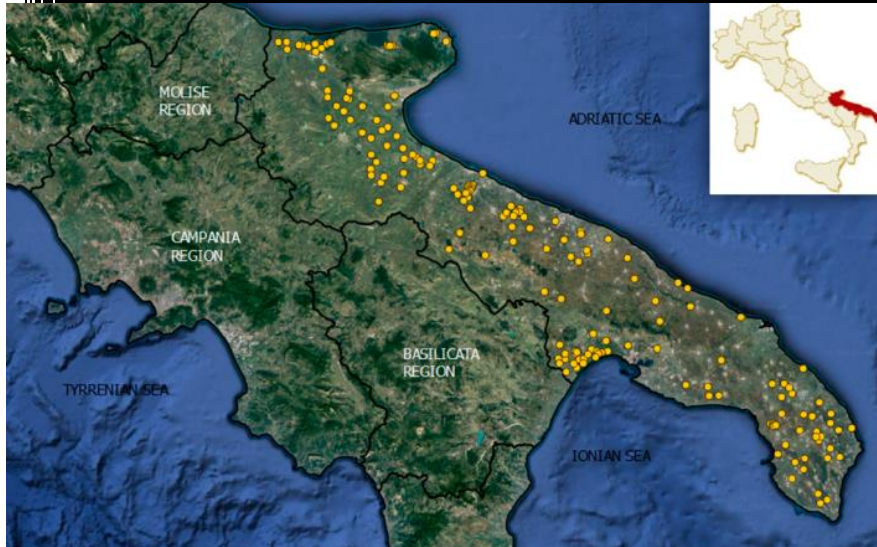 MOLISE
REGION
ADRIATIC SEA
CAMPANIA
REGION
BASILICATA
REGION
TYRRENIAN SEA
IONIAN SEA